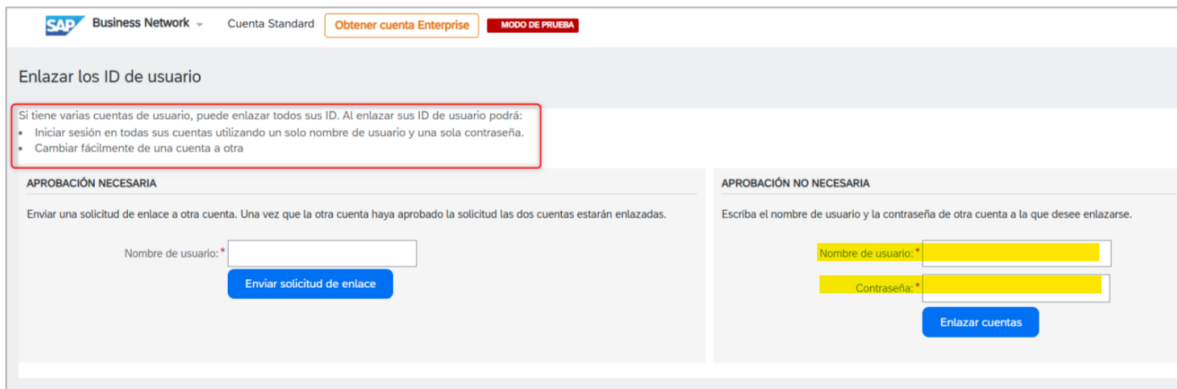 SAP Business Network Cuenta Standard Obtener cuenta Enterprise MODO DE PRUEBA
Enlazar los ID de usuario
Si tiene varias cuentas de usuario, puede enlazar todos sus ID. Al enlazar sus ID de usuario podrá:
• Iniciar sesión en todas sus cuentas utilizando un solo nombre de usuario y una sola contraseña.
• Cambiar fácilmente de una cuenta a otra
APROBACIÓN NECESARIA
Enviar una solicitud de enlace a otra cuenta. Una vez que la otra cuenta haya aprobado la solicitud las dos cuentas estarán enlazadas.
Nombre de usuario: *
Enviar solicitud de enlace
APROBACIÓN NO NECESARIA
Escriba el nombre de usuario y la contraseña de otra cuenta a la que desee enlazarse.
Nombre de usuario: *
Contraseña: *
Enlazar cuentas